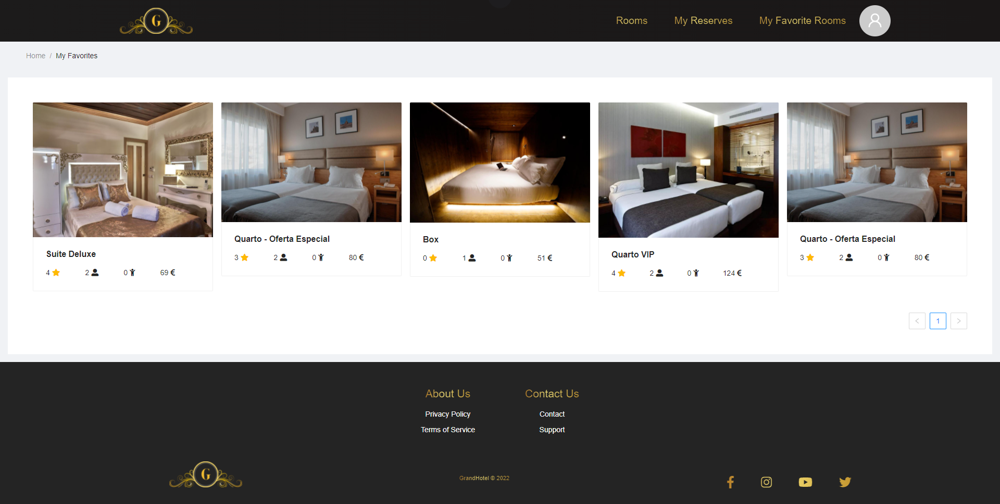 G
Rooms
My Reserves
My Favorite Rooms
Home / My Favorites
Suíte Deluxe
4
2
0
69 €
Quarto - Oferta Especial
3
2
0
80 €
Box
0
1
0
51 €
Quarto VIP
4
2
0
124 €
Quarto - Oferta Especial
3
2
0
80 €
< 1 >
About Us
Privacy Policy
Terms of Service
Contact Us
Contact
Support
G
GrandHotel © 2022